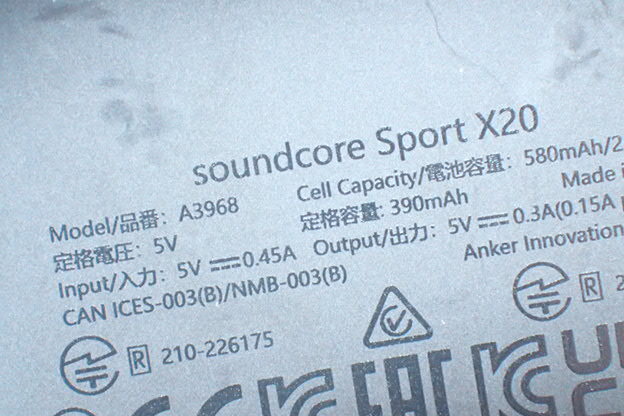 soundcore Sport X20
Model/品番: A3968 Cell Capacity/電池容量: 580mAh/2
定格電圧: 5V 定格容量: 390mAh Made i
Input/入力: 5V ⎓0.45A Output/出力: 5V ⎓0.3A(0.15A
CAN ICES-003(B)/NMB-003(B) Anker Innovation
R 210-226175 R 2
EAC